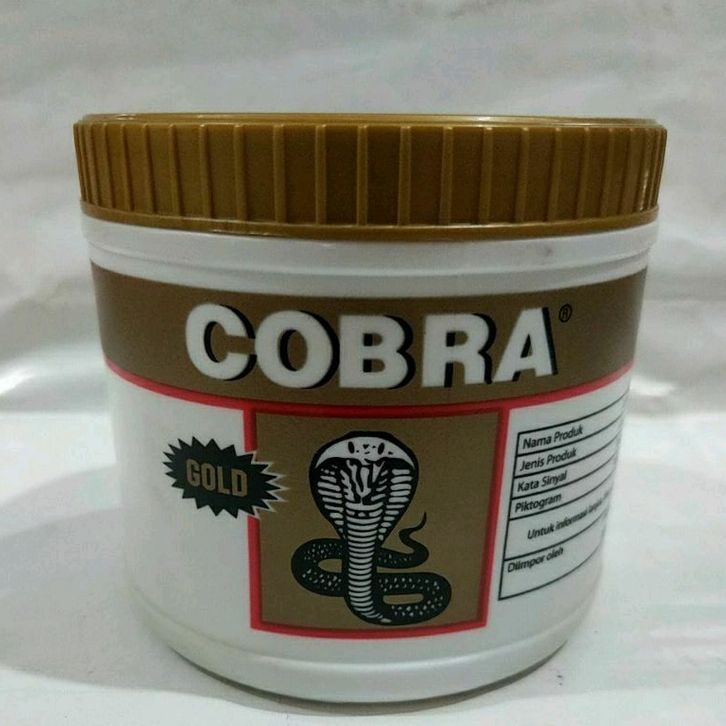 COBRA®
GOLD
Nama Produk
Jenis Produk
Kata Sinyal
Piktogram
Untuk informasi
Diimpor oleh